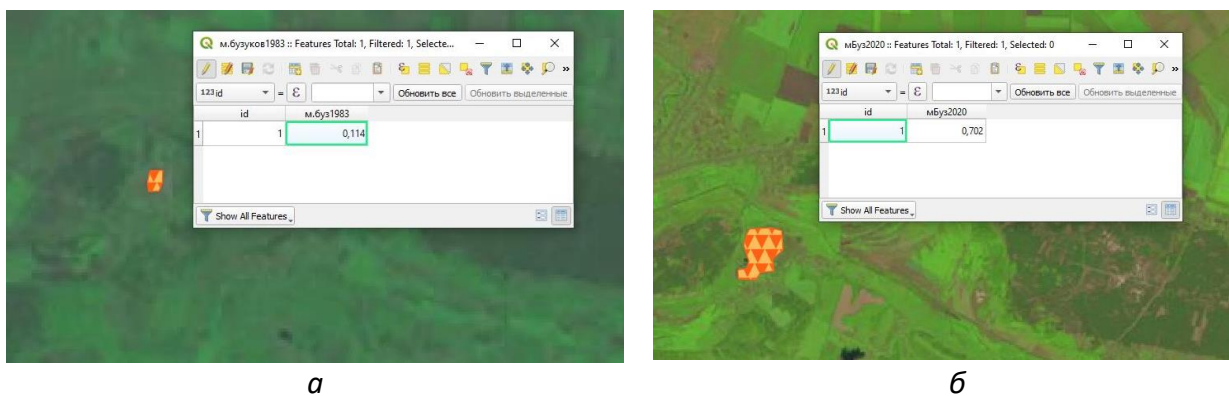 м.бузуков1983 :: Features Total: 1, Filtered: 1, Selecte...
123 id = ε Обновить все Обновить выделенные
id м.буз1983
1 1 0,114
Show All Features
мБуз2020 :: Features Total: 1, Filtered: 1, Selected: 0
123 id = ε Обновить все Обновить выделенные
id мБуз2020
1 1 0,702
Show All Features
а
б